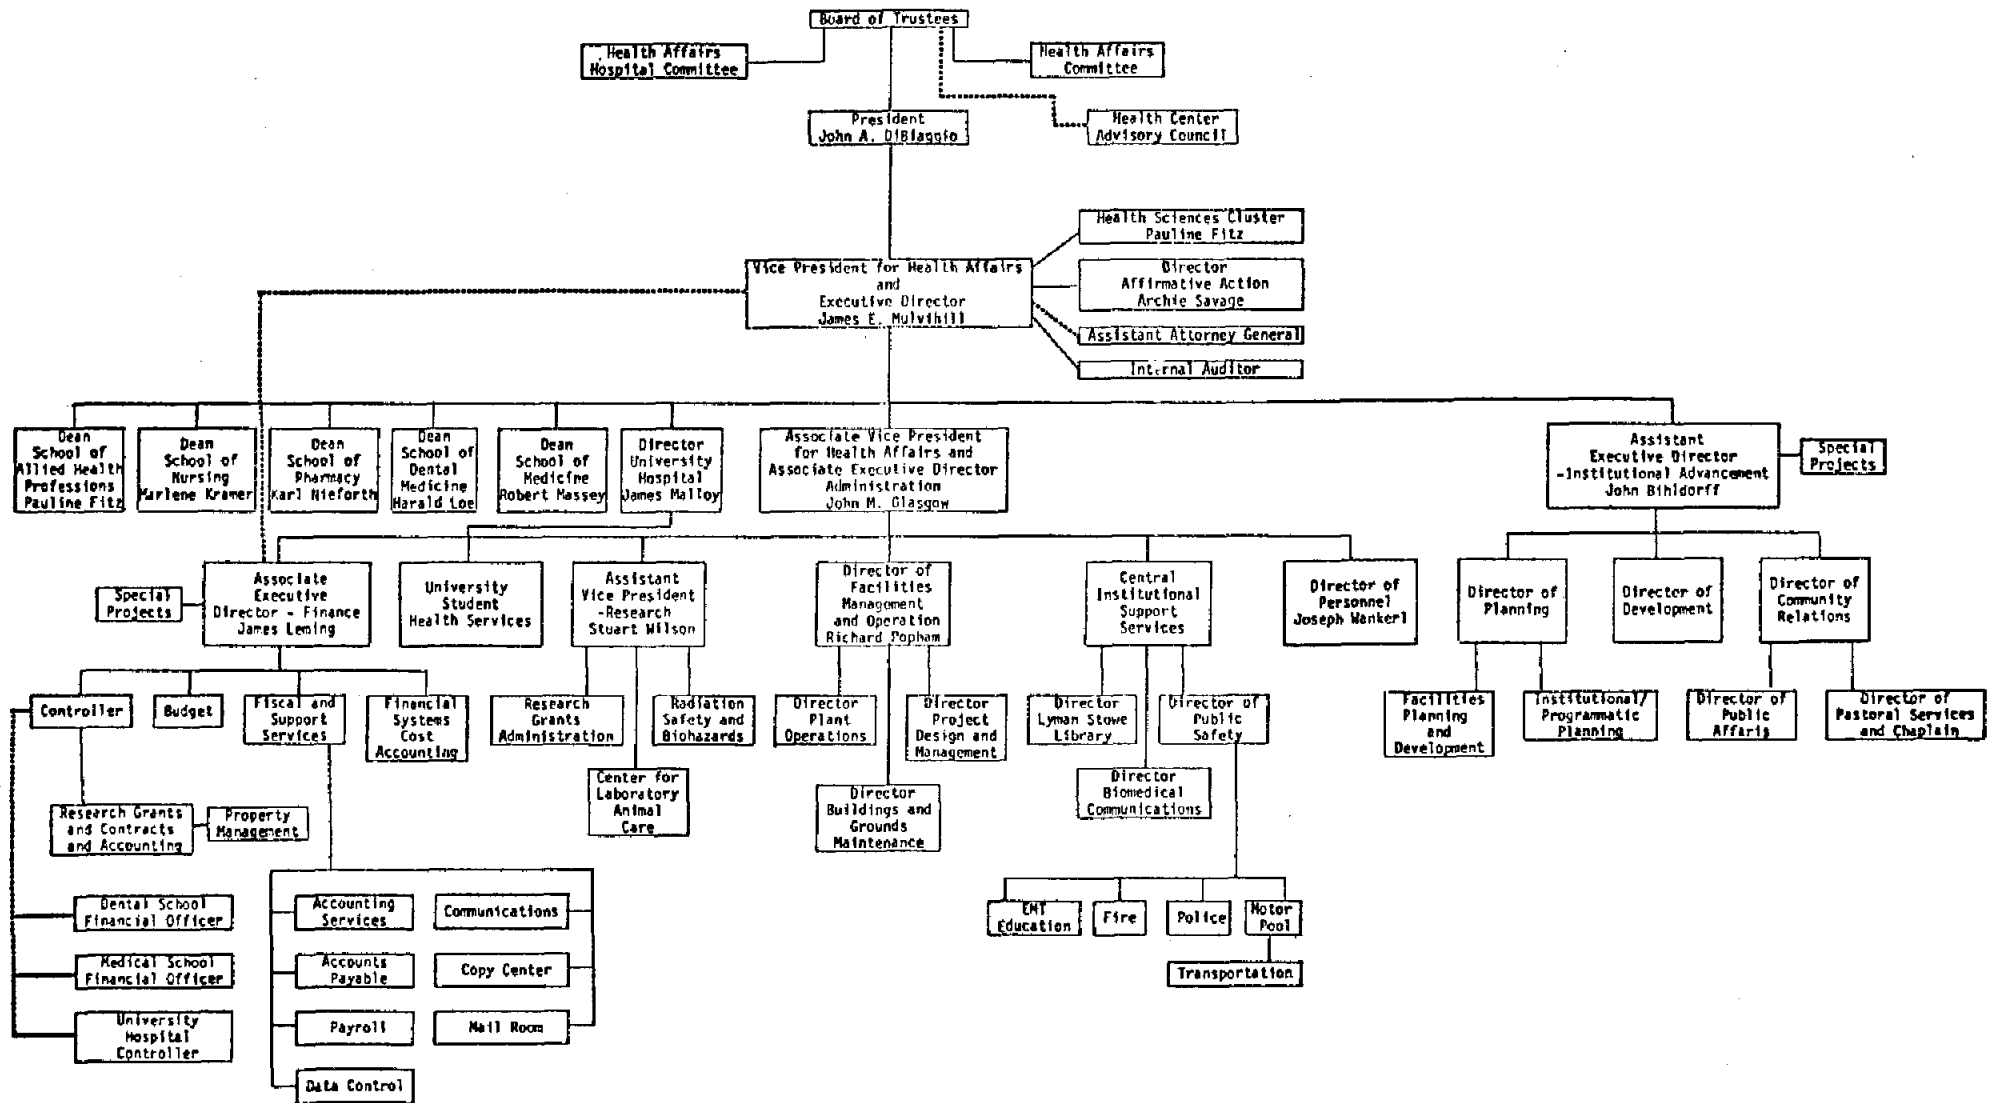 Board of Trustees
Health Affairs
Hospital Committee
Health Affairs
Committee
President
John A. DiBiaggio
Health Center
Advisory Council
Health Sciences Cluster
Pauline Fitz
Vice President for Health Affairs
and
Executive Director
James E. Mulvihill
Director
Affirmative Action
Archie Savage
Assistant Attorney General
Internal Auditor
Dean
School of
Allied Health
Professions
Pauline Fitz
Dean
School of
Nursing
Marlene Kramer
Dean
School of
Pharmacy
Karl Nieforth
Dean
School of
Dental
Medicine
Harald Loe
Dean
School of
Medicine
Robert Massey
Director
University
Hospital
James Malloy
Associate Vice President
for Health Affairs and
Associate Executive Director
Administration
John M. Glasgow
Assistant
Executive Director
-Institutional Advancement
John Bihldorff
Special
Projects
Special
Projects
Associate
Executive
Director - Finance
James Leming
University
Student
Health Services
Assistant
Vice President
-Research
Stuart Wilson
Director of
Facilities
Management
and Operation
Richard Popham
Central
Institutional
Support
Services
Director of
Personnel
Joseph Wankerl
Director of
Planning
Director of
Development
Director of
Community
Relations
Controller
Budget
Fiscal and
Support
Services
Financial
Systems
Cost
Accounting
Research
Grants
Administration
Radiation
Safety and
Biohazards
Director
Plant
Operations
Director
Project
Design and
Management
Director
Lyman Stowe
Library
Director of
Public
Safety
Facilities
Planning
and
Development
Institutional/
Programmatic
Planning
Director of
Public
Affaris
Director of
Pastoral Services
and Chaplain
Center for
Laboratory
Animal
Care
Director
Buildings and
Grounds
Maintenance
Director
Biomedical
Communications
Research Grants
and Contracts
and Accounting
Property
Management
Dental School
Financial Officer
Medical School
Financial Officer
University
Hospital
Controller
Accounting
Services
Accounts
Payable
Payroll
Data Control
Communications
Copy Center
Mail Room
EMT
Education
Fire
Police
Motor
Pool
Transportation